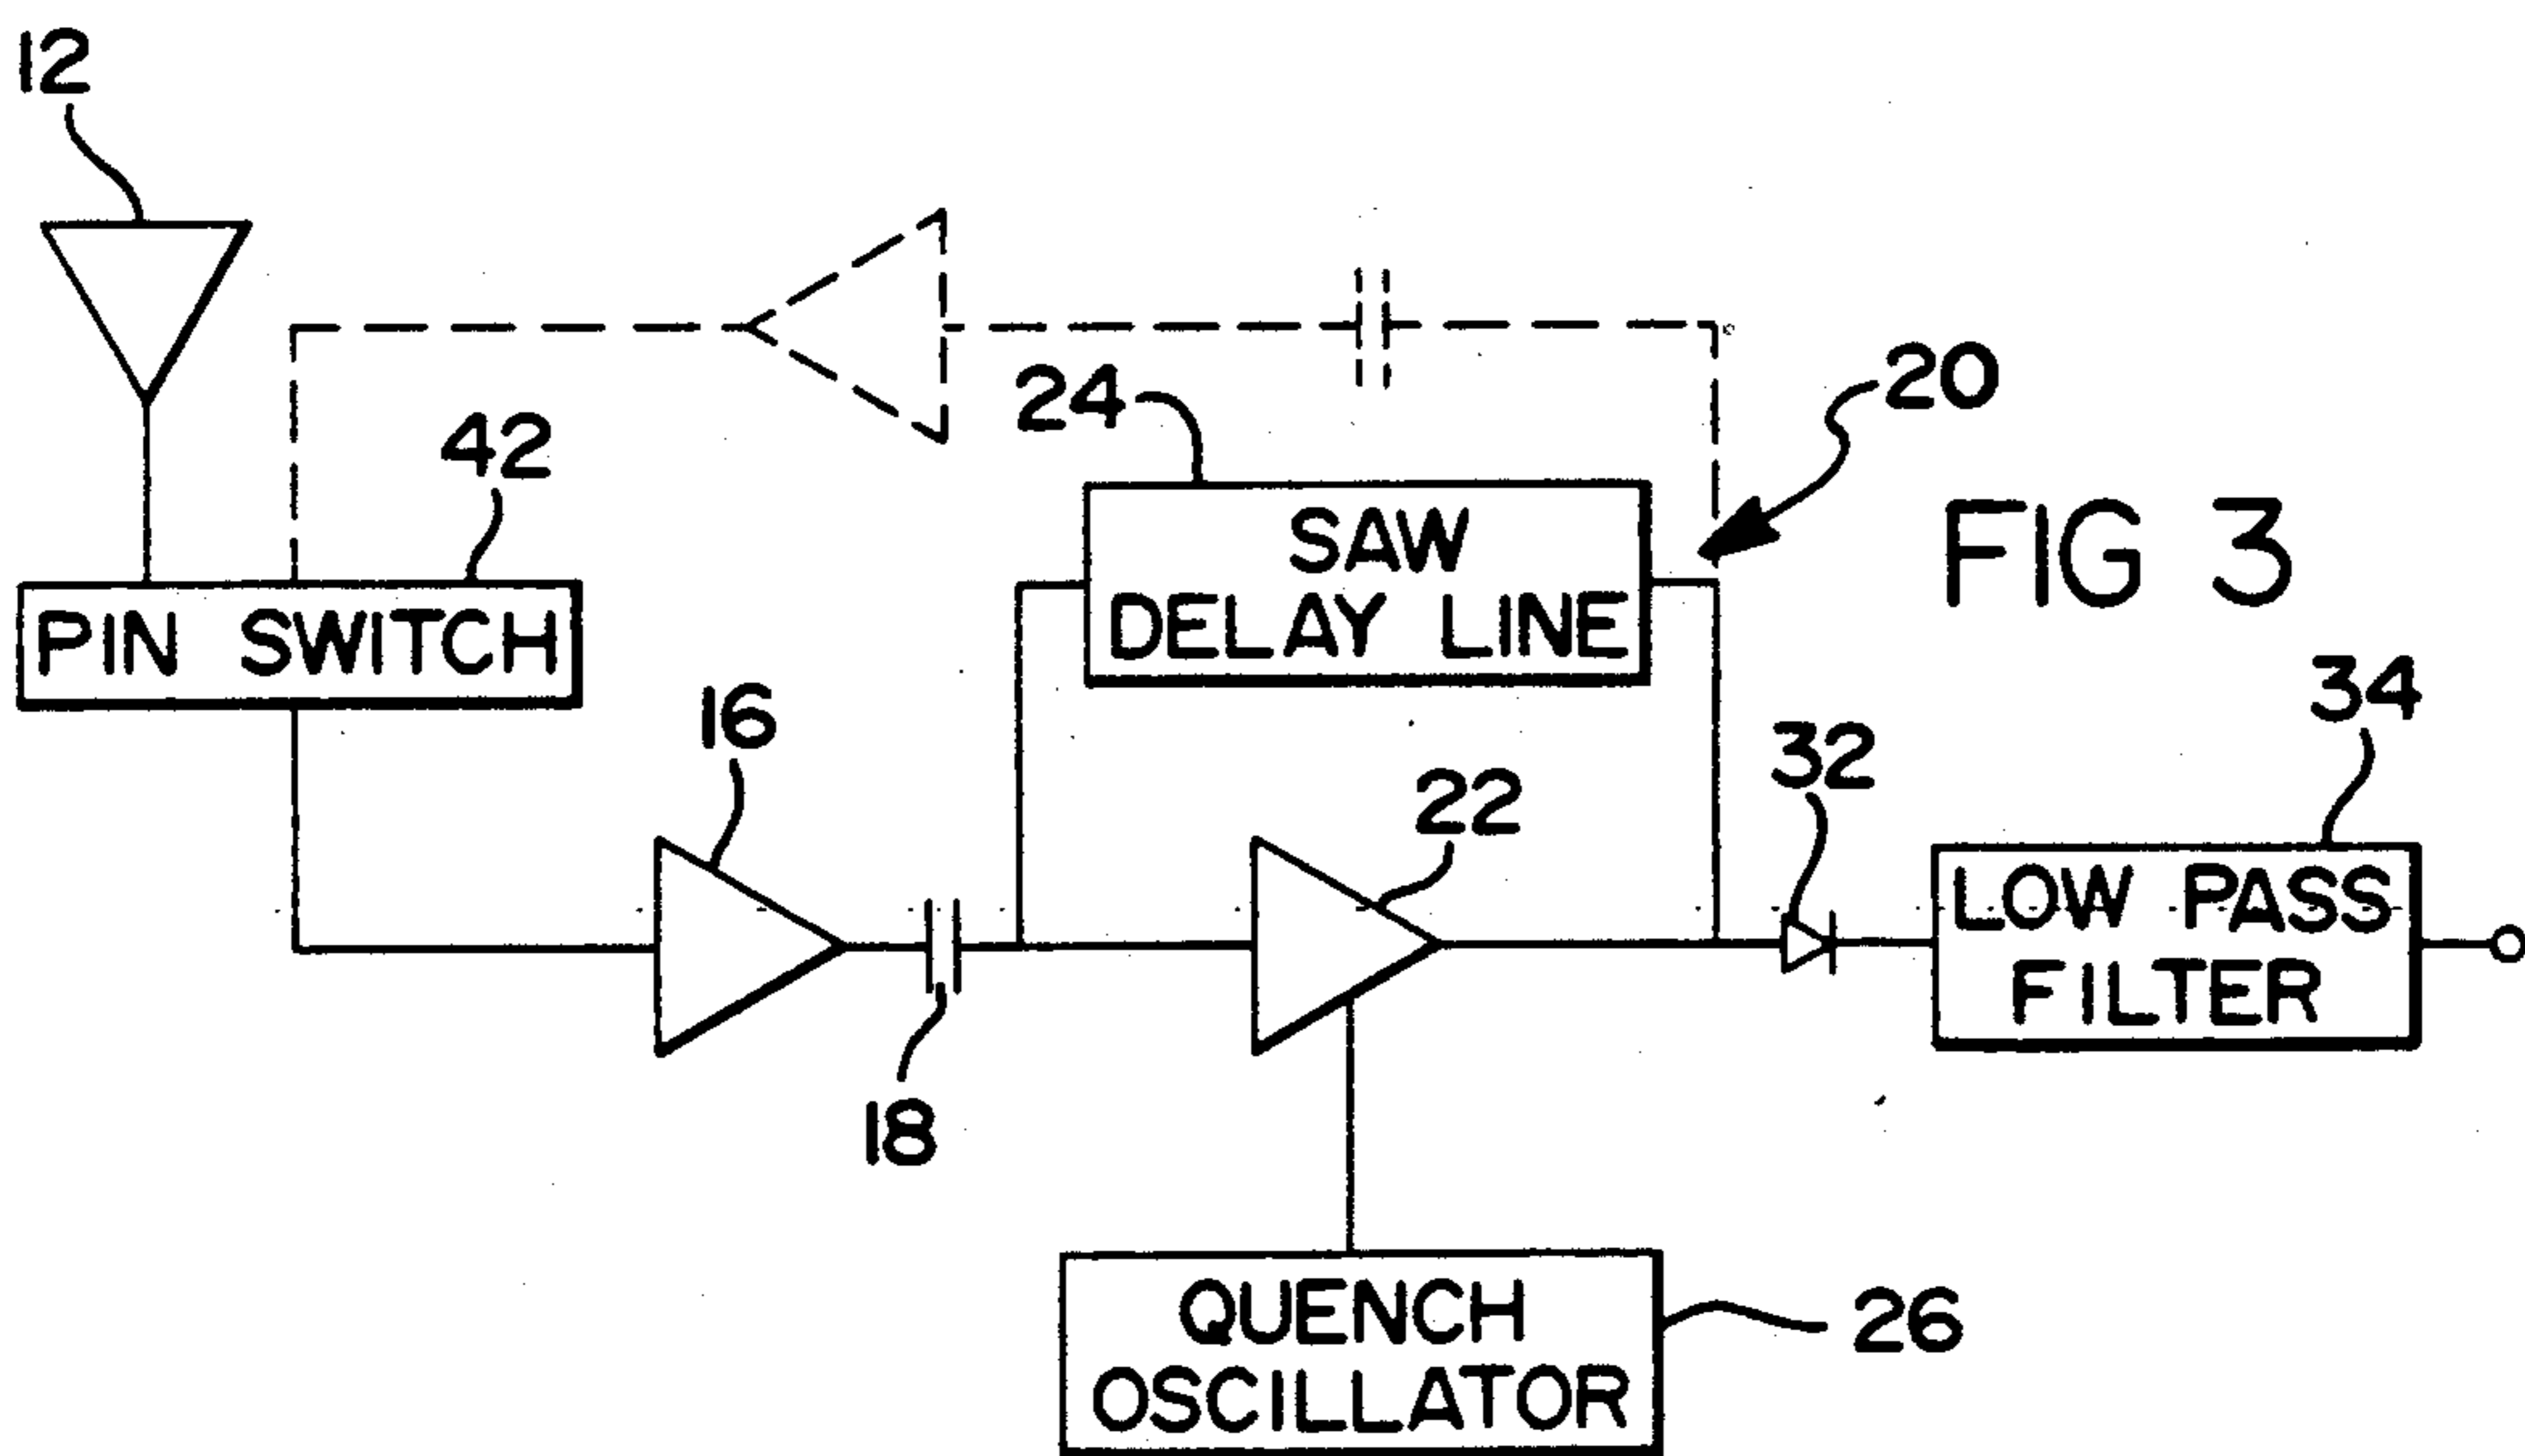 12
24
20
42
SAW
DELAY LINE
FIG 3
PIN SWITCH
16
22
32
34
LOW PASS
FILTER
18
QUENCH
OSCILLATOR
26